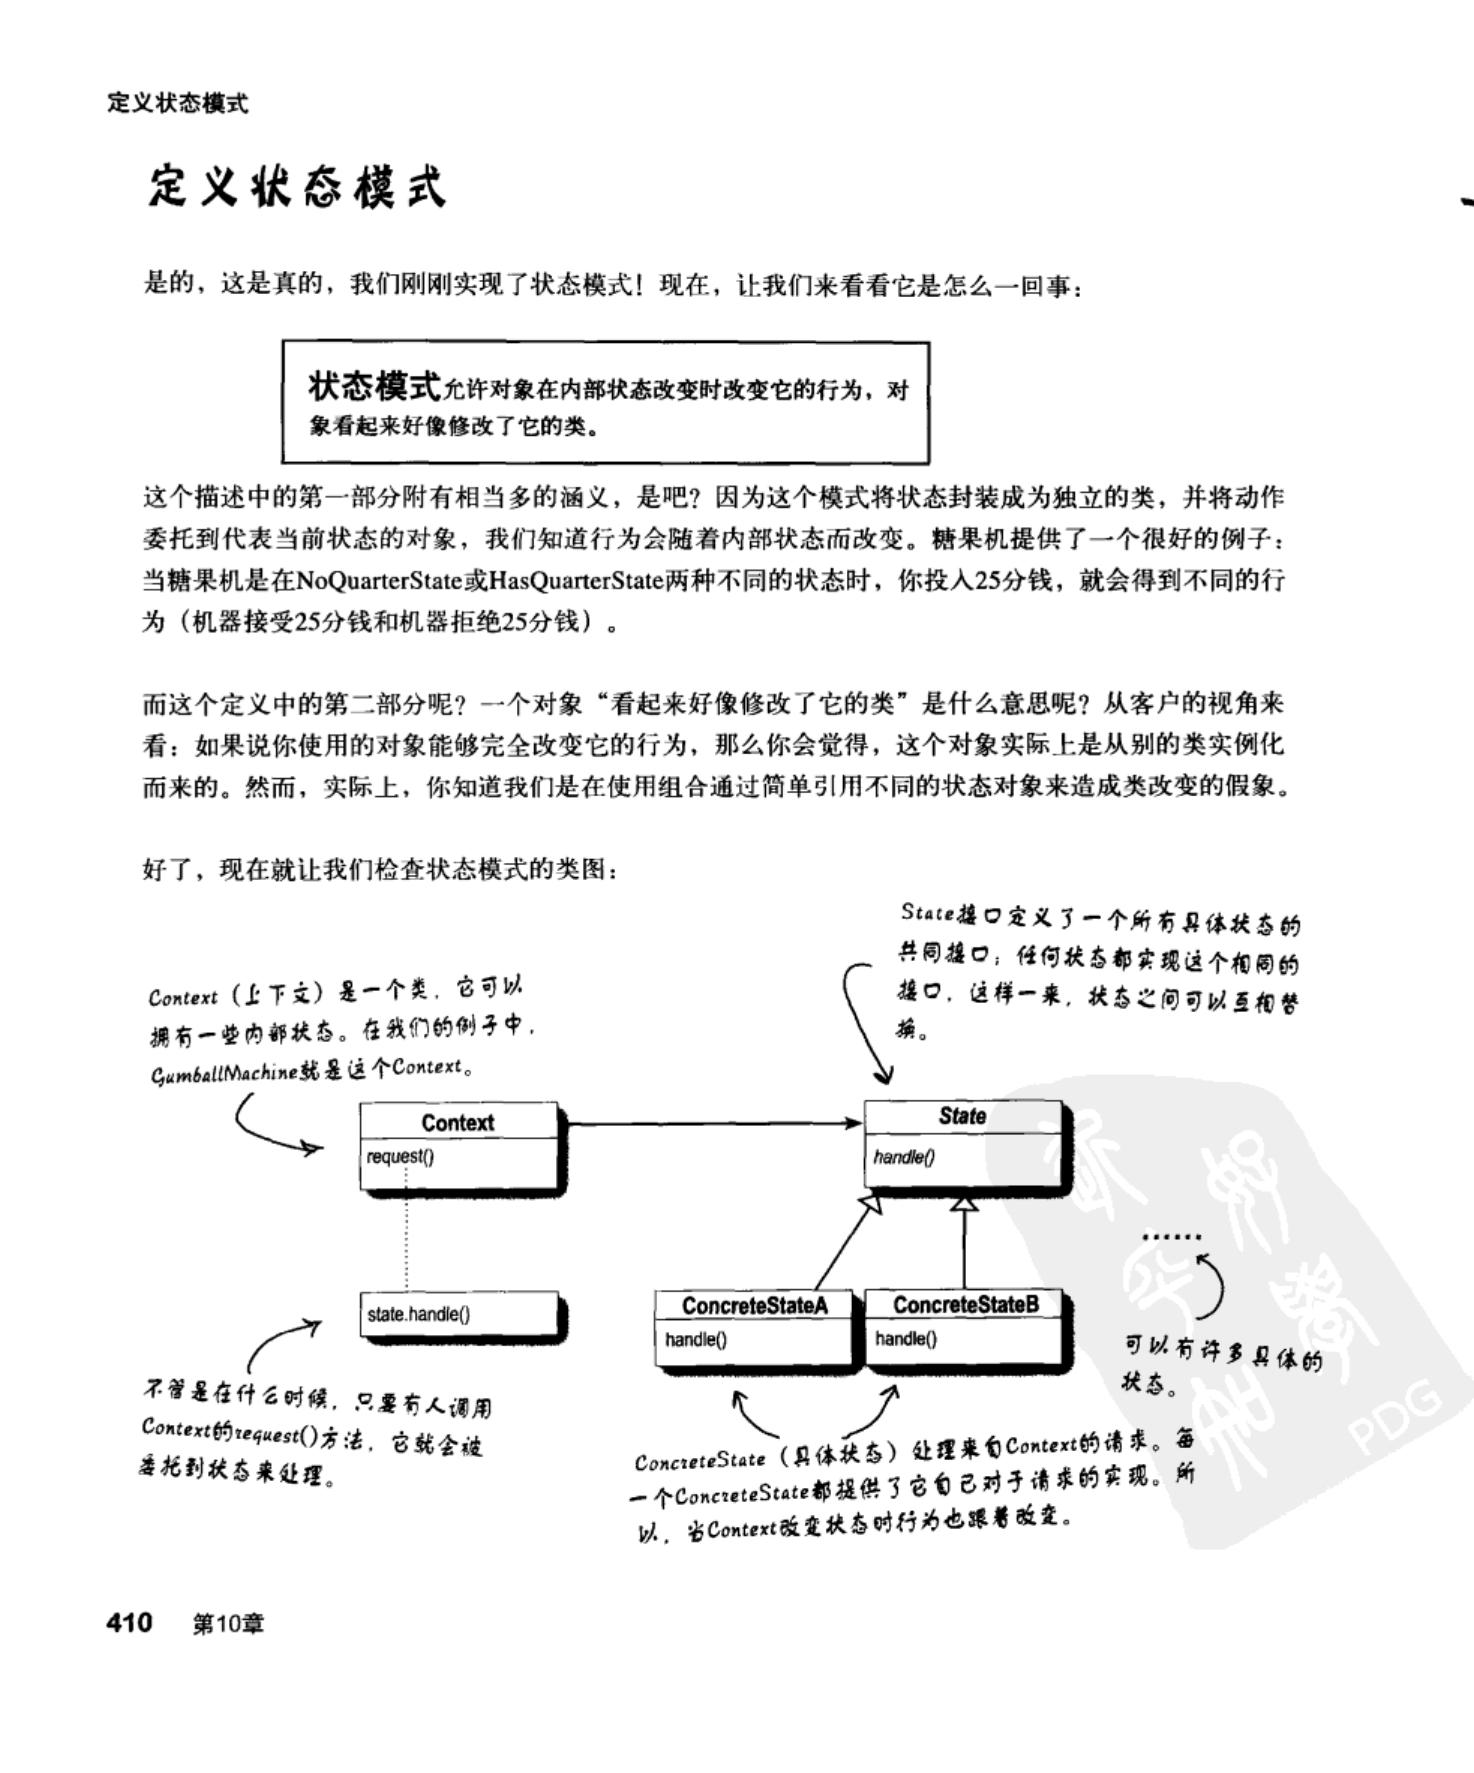 定义状态模式
定义状态模式
是的，这是真的，我们刚刚实现了状态模式！现在，让我们来看看它是怎么一回事：
状态模式允许对象在内部状态改变时改变它的行为，对
象看起来好像修改了它的类。
这个描述中的第一部分附有相当多的涵义，是吧？因为这个模式将状态封装成为独立的类，并将动作
委托到代表当前状态的对象，我们知道行为会随着内部状态而改变。糖果机提供了一个很好的例子：
当糖果机是在NoQuarterState或HasQuarterState两种不同的状态时，你投入25分钱，就会得到不同的行
为（机器接受25分钱和机器拒绝25分钱）。
而这个定义中的第二部分呢？一个对象“看起来好像修改了它的类”是什么意思呢？从客户的视角来
看：如果说你使用的对象能够完全改变它的行为，那么你会觉得，这个对象实际上是从别的类实例化
而来的。然而，实际上，你知道我们是在使用组合通过简单引用不同的状态对象来造成类改变的假象。
好了，现在就让我们检查状态模式的类图：
State接口定义了一个所有具体状态的
共同接口；任何状态都实现这个相同的
接口，这样一来，状态之间可以互相替
换。
Context（上下文）是一个类，它可以
拥有一些内部状态。在我们的例子中，
GumballMachine就是这个Context。
Context
request()
State
handle()
state.handle()
ConcreteStateA
handle()
ConcreteStateB
handle()
······
可以有许多具体的
状态。
不管是在什么时候，只要有人调用
Context的request()方法，它就会被
委托到状态来处理。
ConcreteState（具体状态）处理来自Context的请求。每
一个ConcreteState都提供了它自己对于请求的实现。所
以，当Context改变状态时行为也跟着改变。
PDG
410 第10章